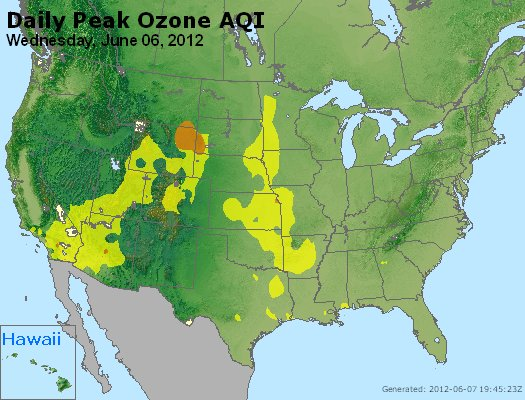 Daily Peak Ozone AQI
Wednesday, June 06, 2012
Hawaii
Generated: 2012-06-07 19:45:23Z